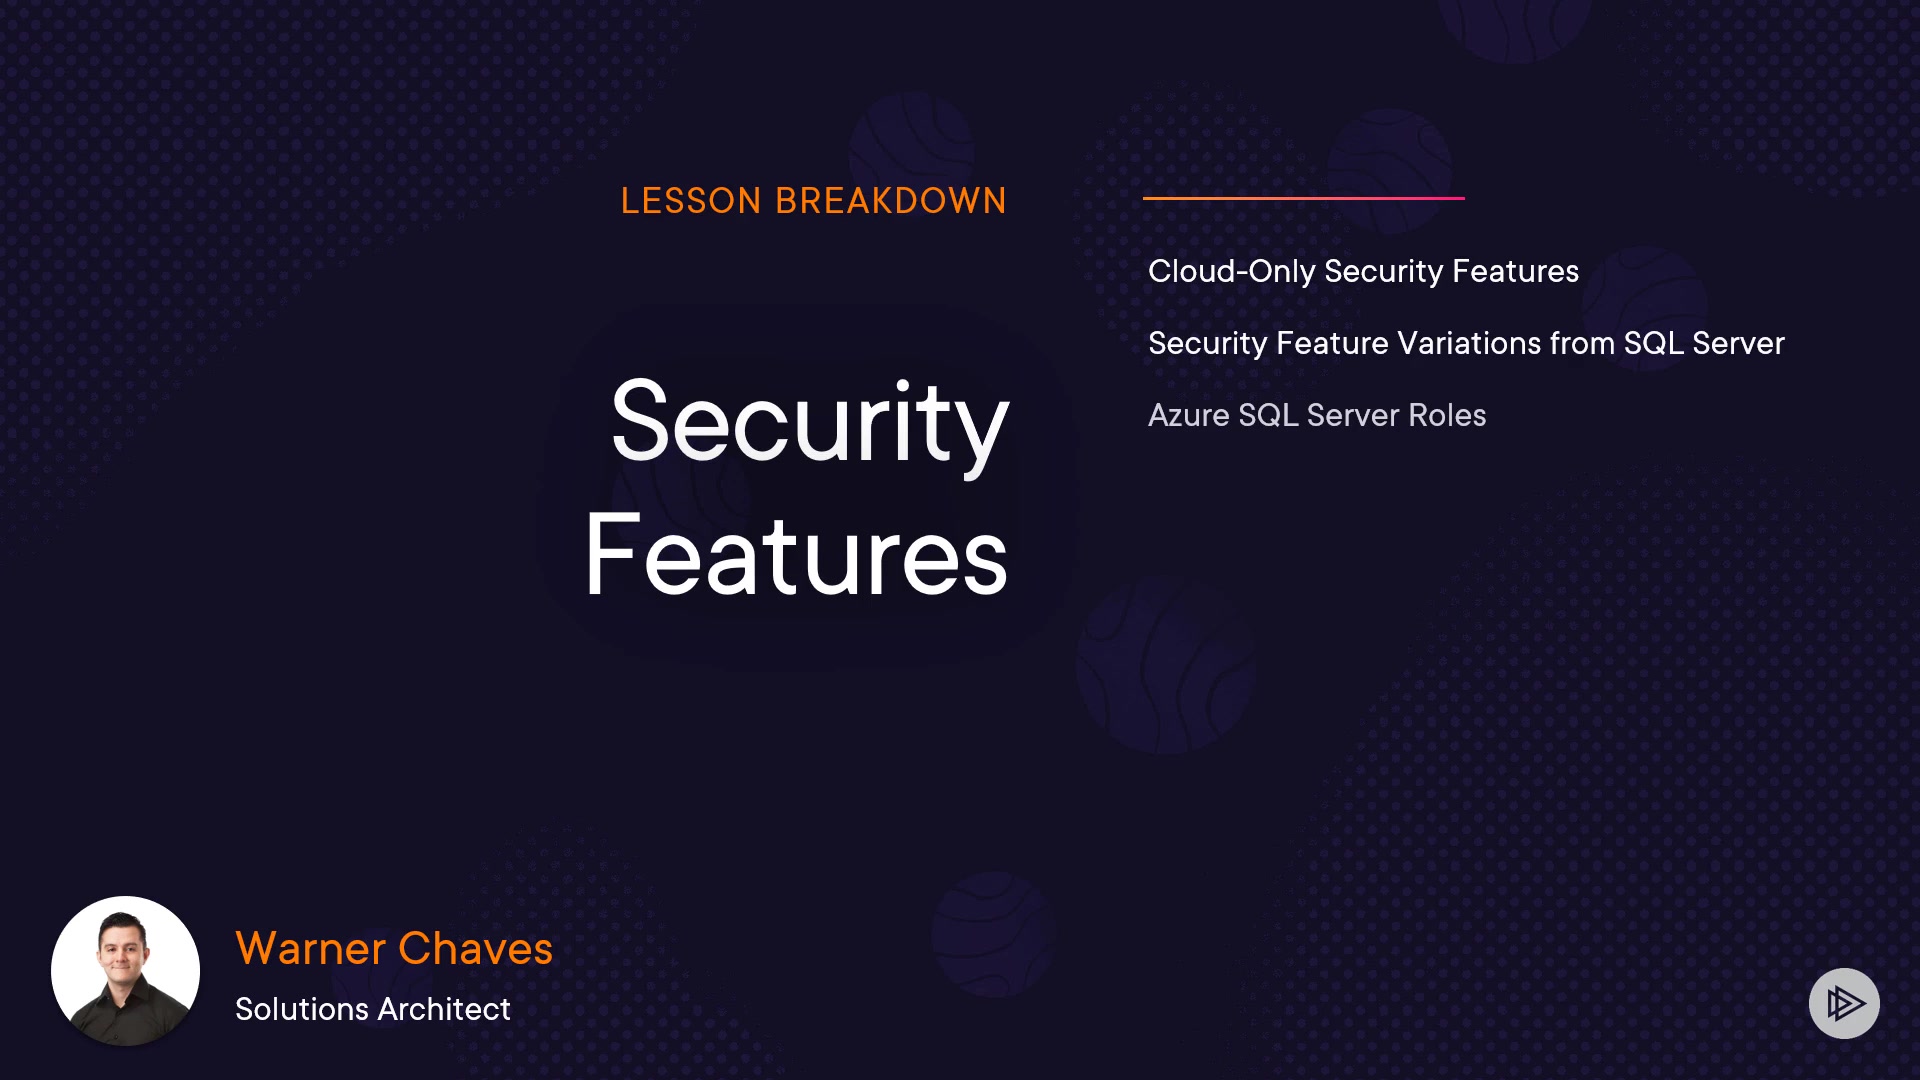 LESSON BREAKDOWN
Security
Features
Cloud-Only Security Features
Security Feature Variations from SQL Server
Azure SQL Server Roles
Warner Chaves
Solutions Architect